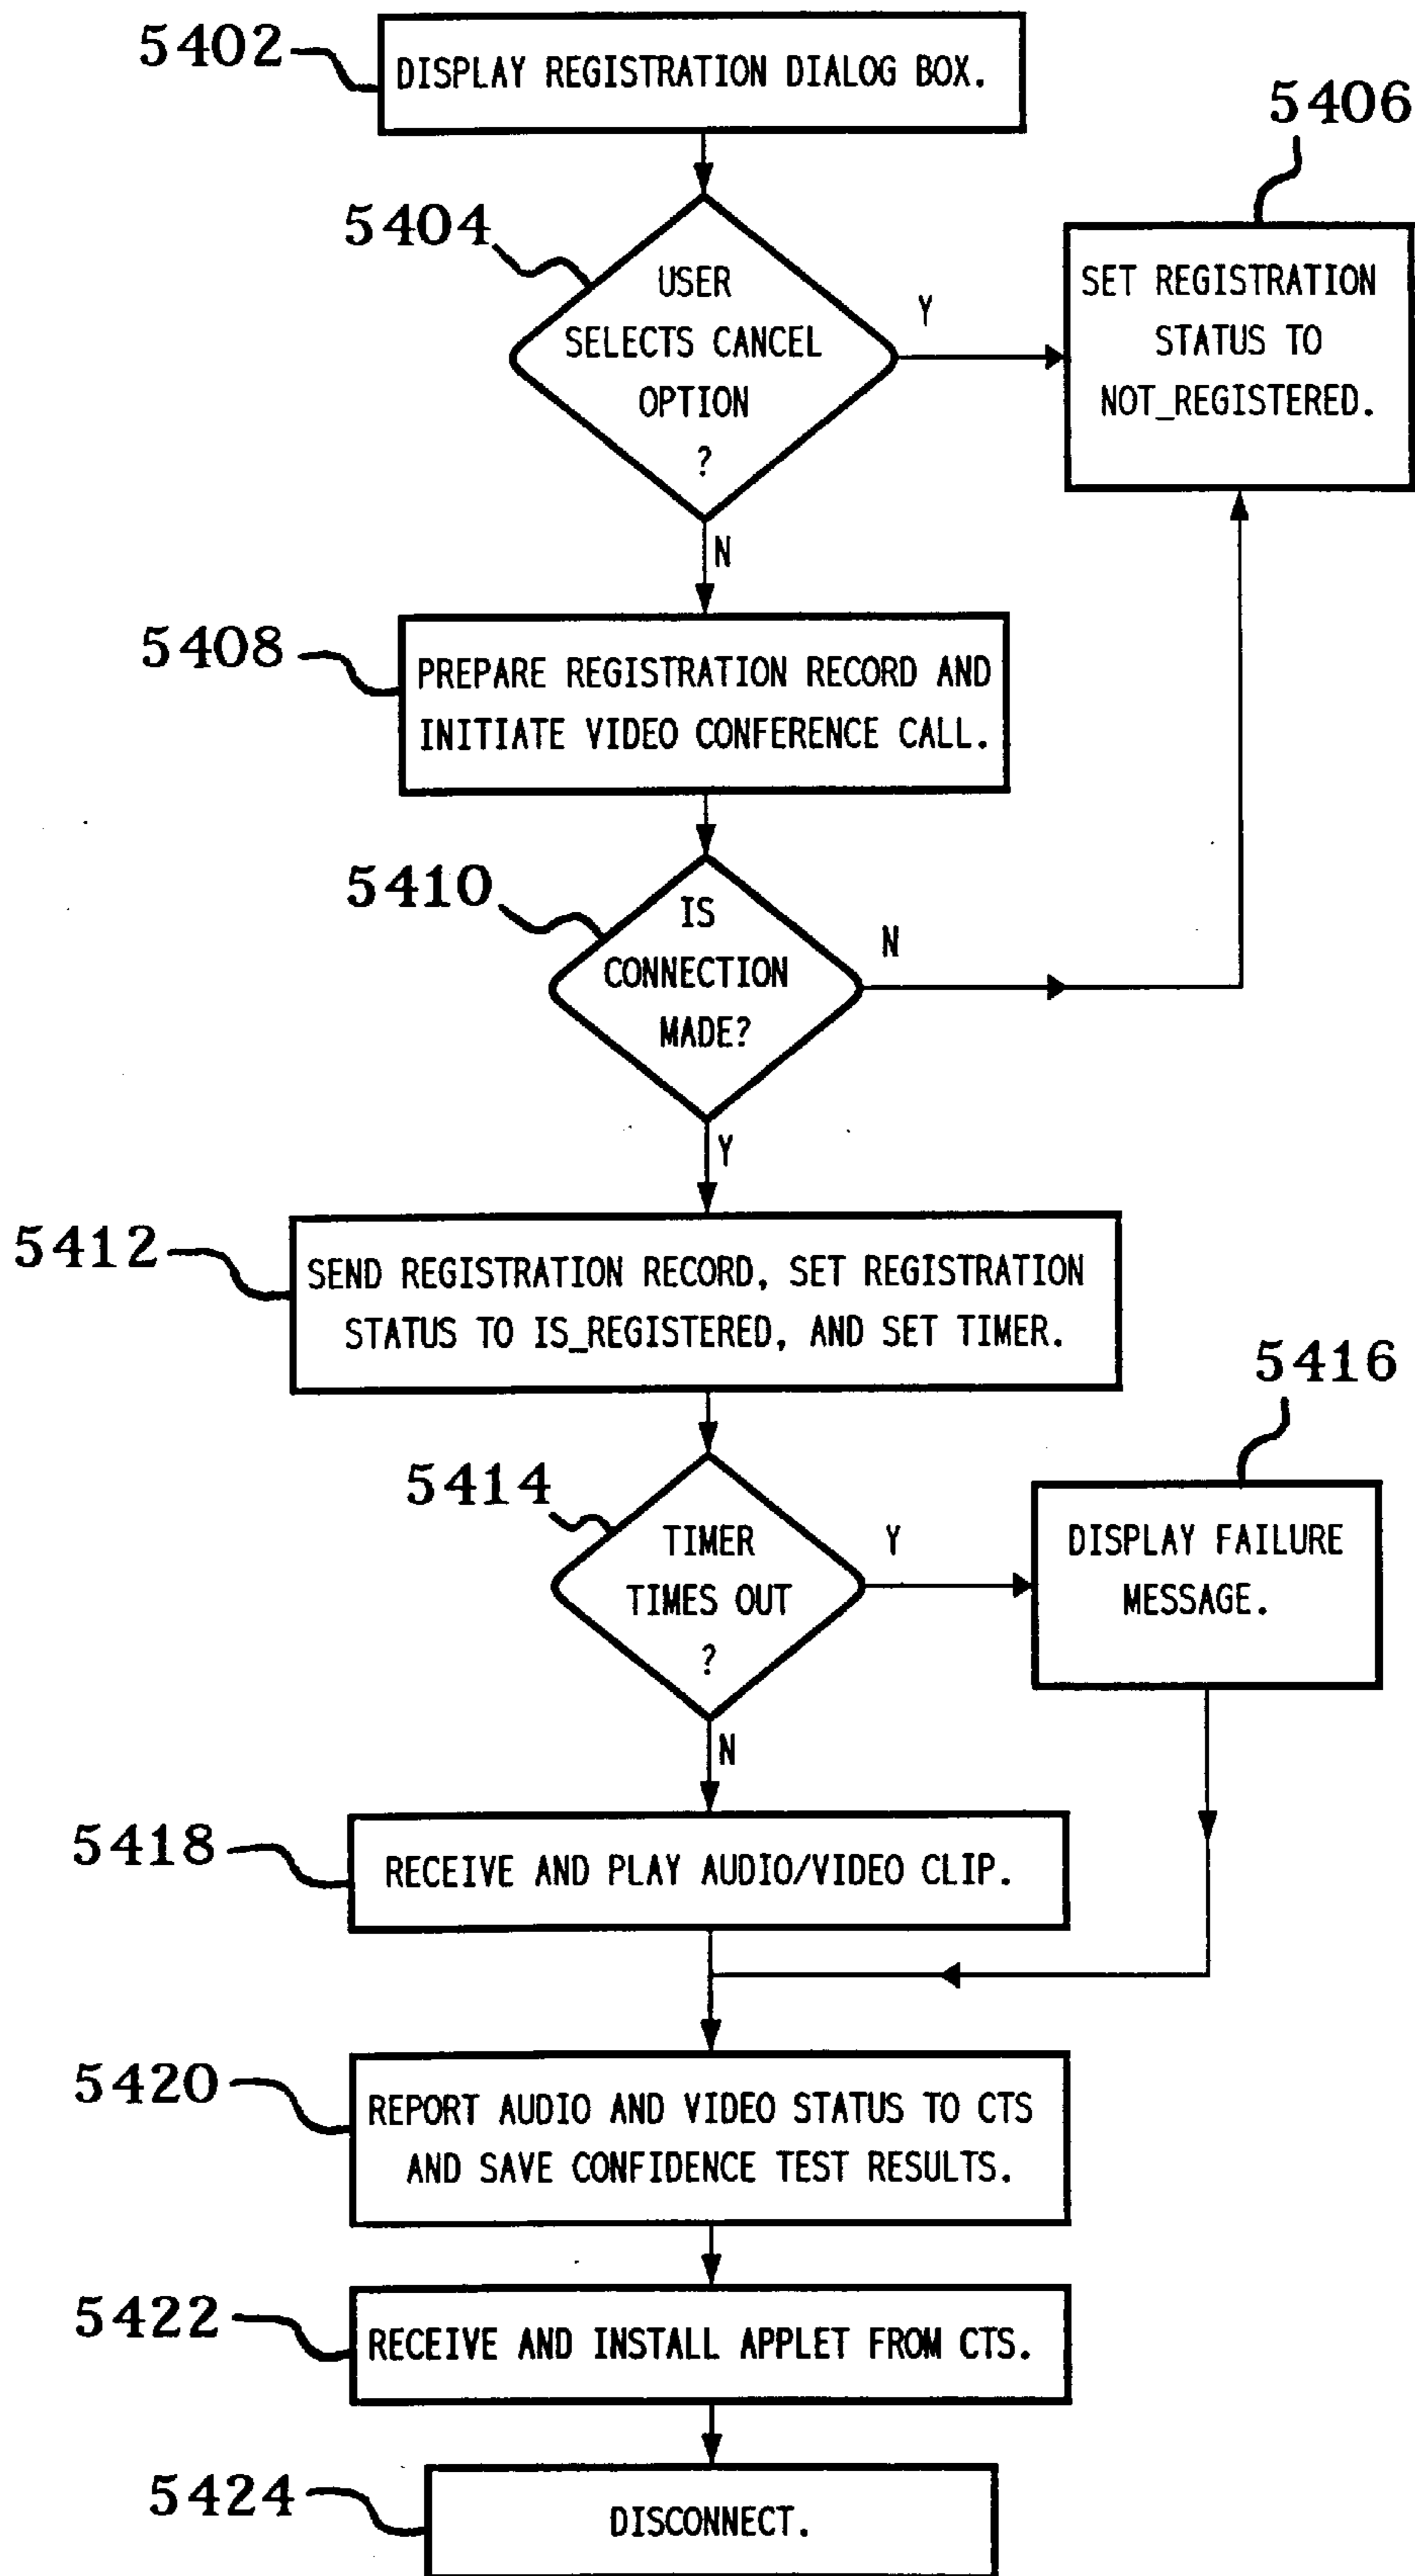 5402
DISPLAY REGISTRATION DIALOG BOX.
5406
5404
USER
SELECTS CANCEL
OPTION
?
Y
SET REGISTRATION
STATUS TO
NOT_REGISTERED.
N
5408
PREPARE REGISTRATION RECORD AND
INITIATE VIDEO CONFERENCE CALL.
5410
IS
CONNECTION
MADE?
N
Y
5412
SEND REGISTRATION RECORD, SET REGISTRATION
STATUS TO IS_REGISTERED, AND SET TIMER.
5416
5414
TIMER
TIMES OUT
?
Y
DISPLAY FAILURE
MESSAGE.
N
5418
RECEIVE AND PLAY AUDIO/VIDEO CLIP.
5420
REPORT AUDIO AND VIDEO STATUS TO CTS
AND SAVE CONFIDENCE TEST RESULTS.
5422
RECEIVE AND INSTALL APPLET FROM CTS.
5424
DISCONNECT.